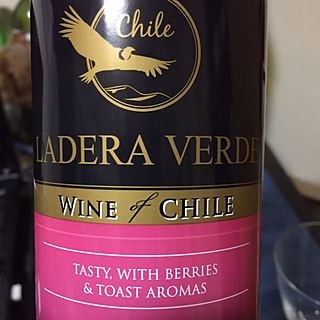 Chile
LADERA VERDE
WINE of CHILE
TASTY, WITH BERRIES
& TOAST AROMAS